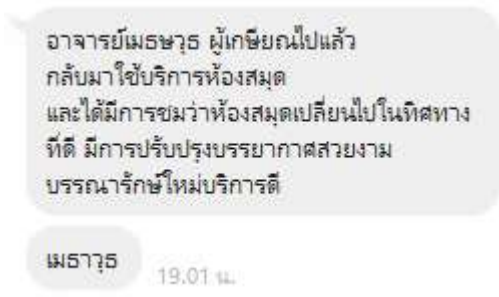 อาจารย์เมธษวุธ ผู้เกษียณไปแล้ว
กลับมาใช้บริการห้องสมุด
และได้มีการชมว่าห้องสมุดเปลี่ยนไปในทิศทาง
ที่ดี มีการปรับปรุงบรรยากาศสวยงาม
บรรณารักษ์ใหม่บริการดี
เมธาวุธ
19.01 น.